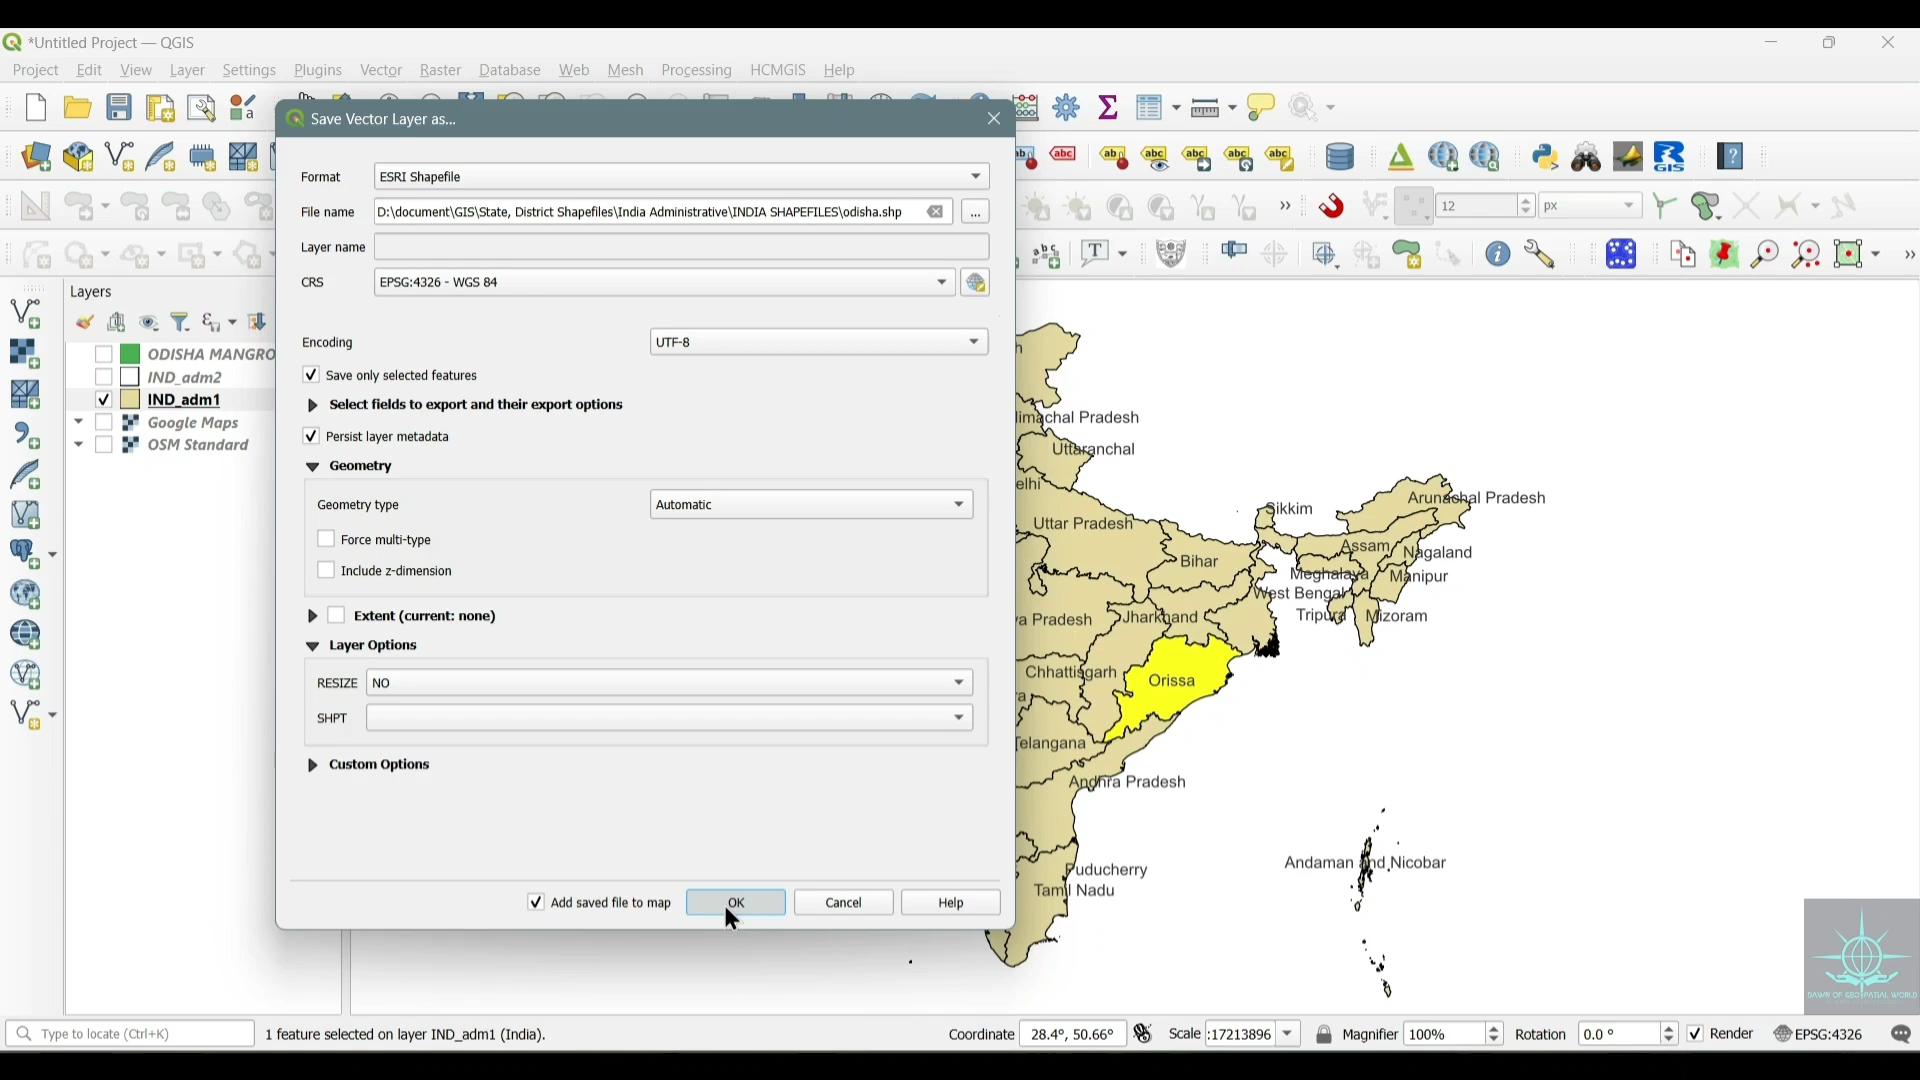 *Untitled Project — QGIS
Project Edit View Layer Settings Plugins Vector Raster Database Web Mesh Processing HCMGIS Help
Save Vector Layer as...
Format ESRI Shapefile
File name D:\document\GIS\State, District Shapefiles\India Administrative\INDIA SHAPEFILES\odisha.shp ...
Layer name
CRS EPSG:4326 - WGS 84
Encoding UTF-8
Save only selected features
Select fields to export and their export options
Persist layer metadata
Geometry
Geometry type Automatic
Force multi-type
Include z-dimension
Extent (current: none)
Layer Options
RESIZE NO
SHPT
Custom Options
Add saved file to map OK Cancel Help
12 px
Layers
ODISHA MANGRO
IND_adm2
IND_adm1
Google Maps
OSM Standard
imachal Pradesh
Uttaranchal
elhi
Uttar Pradesh
Sikkim
Arunachal Pradesh
Bihar
Assam
Nagaland
Meghalaya
Manipur
West Bengal
Tripura
Mizoram
a Pradesh
Jharkhand
Chhattisgarh
Orissa
Telangana
Andhra Pradesh
Puducherry
Tamil Nadu
Andaman and Nicobar
DAWN OF GEOSPATIAL WORLD
Type to locate (Ctrl+K) 1 feature selected on layer IND_adm1 (India). Coordinate 28.4°, 50.66° Scale :17213896 Magnifier 100% Rotation 0.0 ° Render EPSG:4326